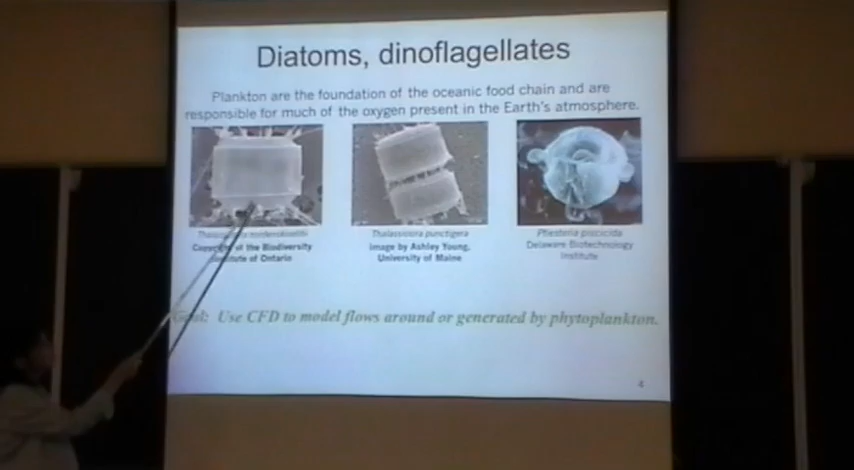 Diatoms, dinoflagellates
Plankton are the foundation of the oceanic food chain and are
responsible for much of the oxygen present in the Earth's atmosphere.
Thalassiosira punctigera
Image by Ashley Young,
University of Maine
Pfiesteria piscicida
Delaware Biotechnology
Institute
of the Biodiversity
of Ontario
Goal: Use CFD to model flows around or generated by phytoplankton.
4